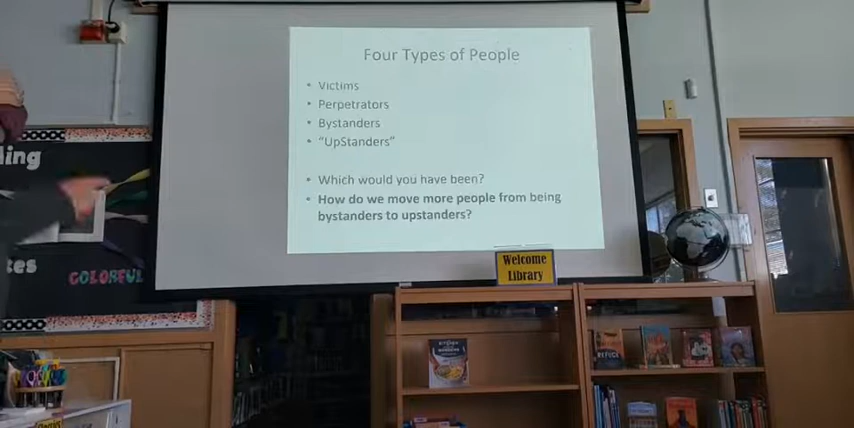 Four Types of People
• Victims
• Perpetrators
• Bystanders
• "UpStanders"
• Which would you have been?
• How do we move more people from being
bystanders to upstanders?
Welcome
Library
COLORFUL
REFUGEE